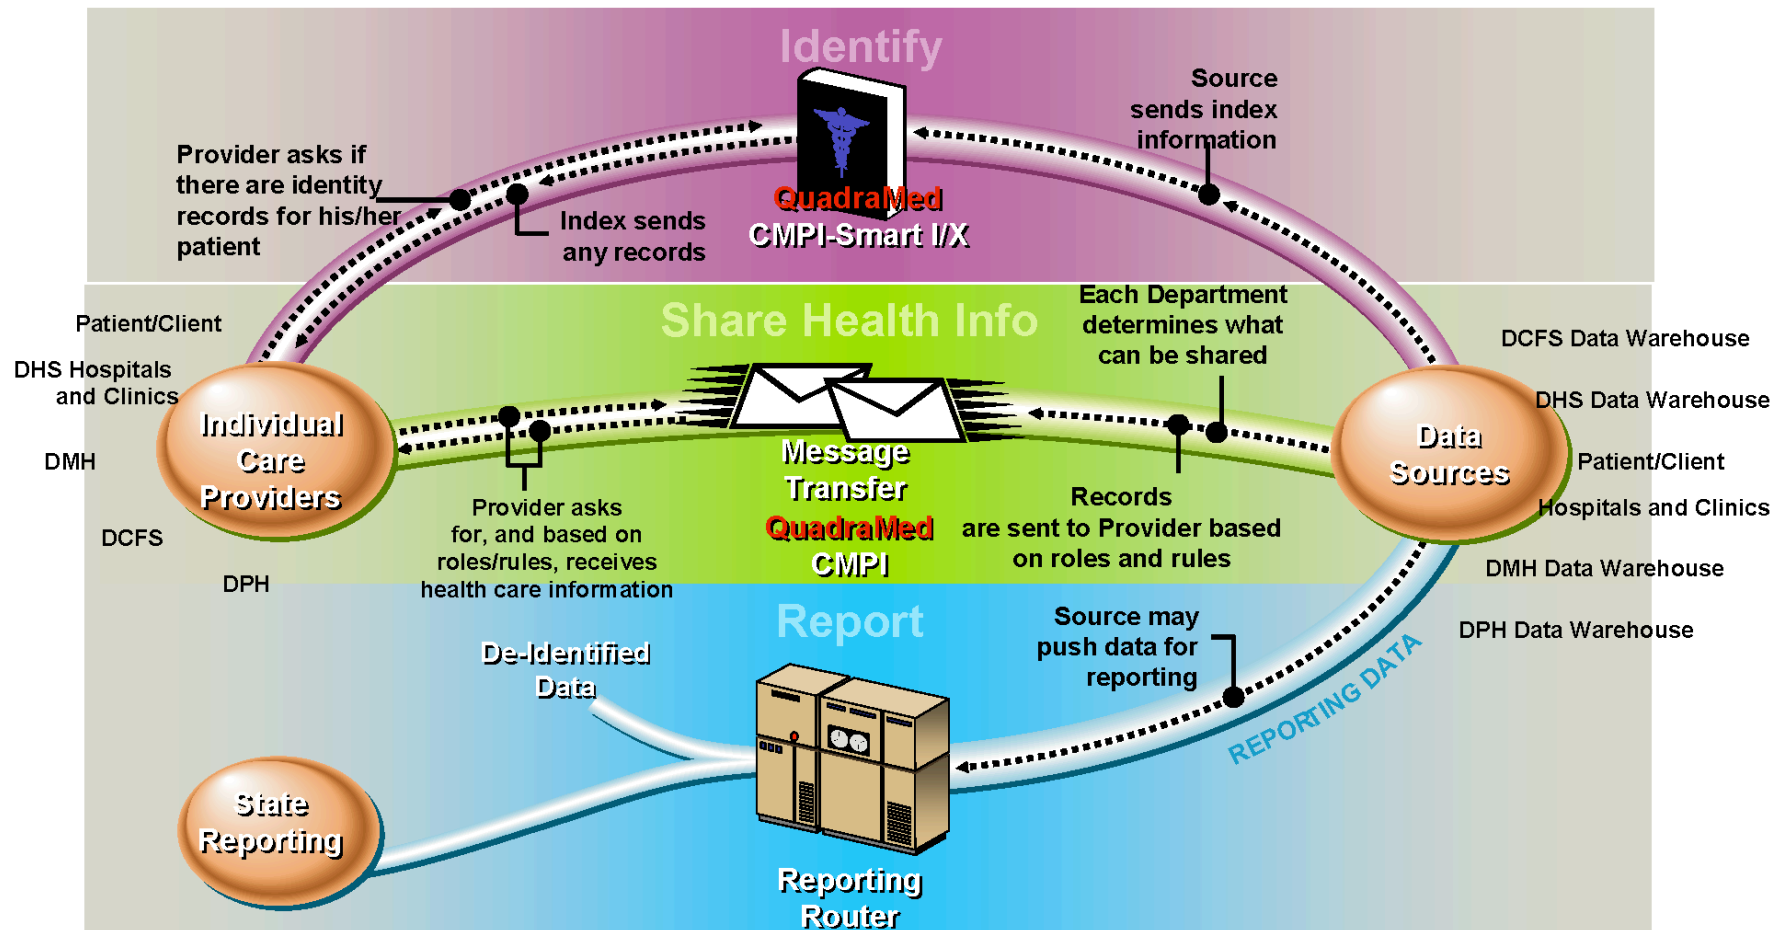 Identify
Source
sends index
information
Provider asks if
there are identity
records for his/her
patient
Index sends
any records
QuadraMed
CMPI-Smart I/X
Share Health Info
Each Department
determines what
can be shared
Patient/Client
DHS Hospitals
and Clinics
DMH
DCFS
DPH
Individual
Care
Providers
Provider asks
for, and based on
roles/rules, receives
health care information
Message
Transfer
QuadraMed
CMPI
Records
are sent to Provider based
on roles and rules
Data
Sources
DCFS Data Warehouse
DHS Data Warehouse
Patient/Client
Hospitals and Clinics
DMH Data Warehouse
DPH Data Warehouse
Report
De-Identified
Data
Source may
push data for
reporting
REPORTING DATA
State
Reporting
Reporting
Router